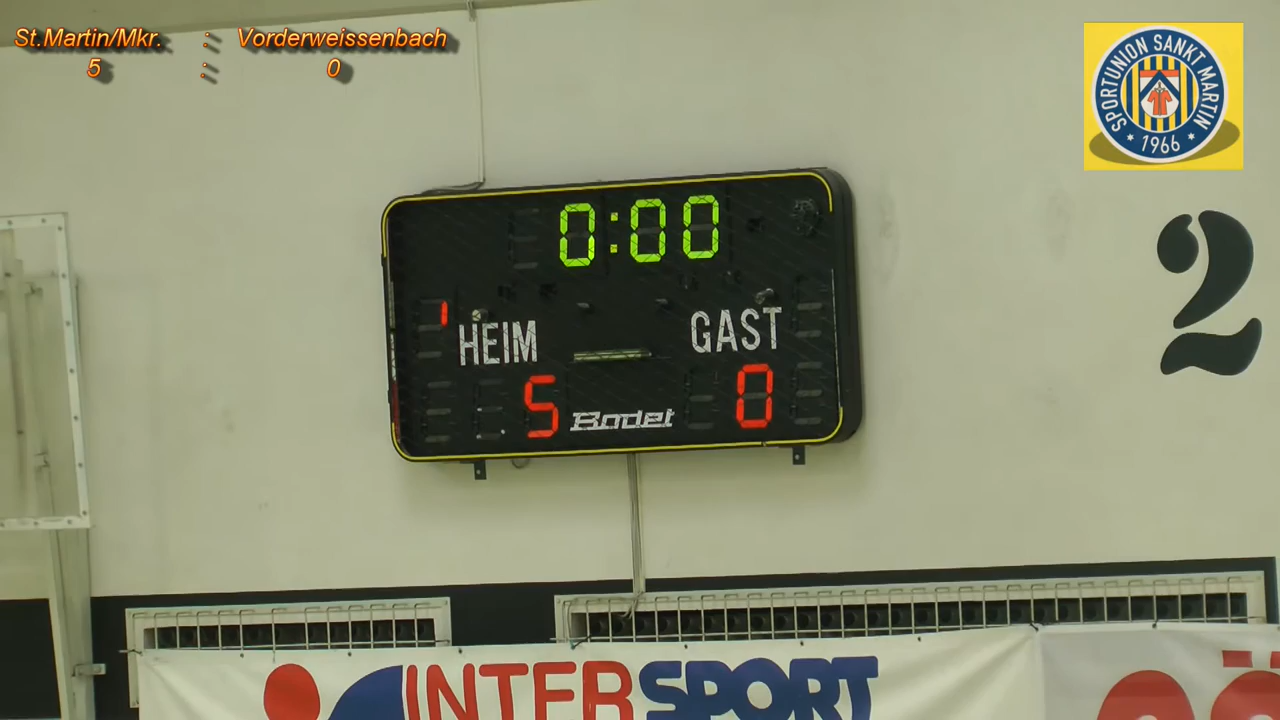 St.Martin/Mkr. : Vorderweissenbach
5 : 0
SPORTUNION SANKT MARTIN
* 1966 *
0:00
1
HEIM GAST
5 0
Bodet
2
INTERSPORT